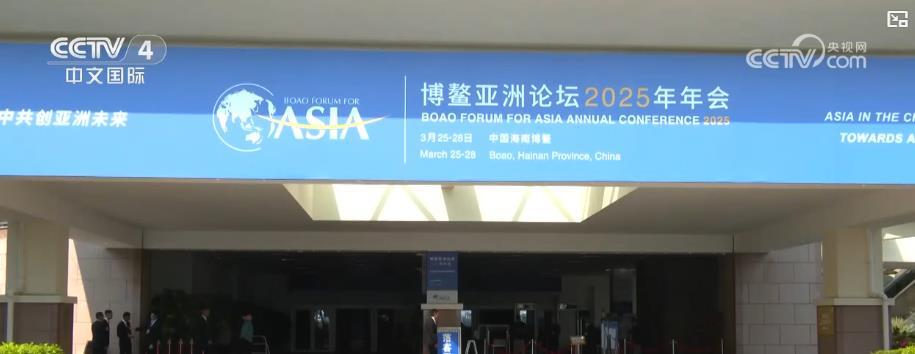 CCTV 4
中文国际
CCTV 央视网
com
中共创亚洲未来
BOAO FORUM FOR
ASIA
博鳌亚洲论坛2025年年会
BOAO FORUM FOR ASIA ANNUAL CONFERENCE 2025
3月25-28日 中国海南博鳌
March 25-28 Boao, Hainan Province, China
ASIA IN THE C
TOWARDS A